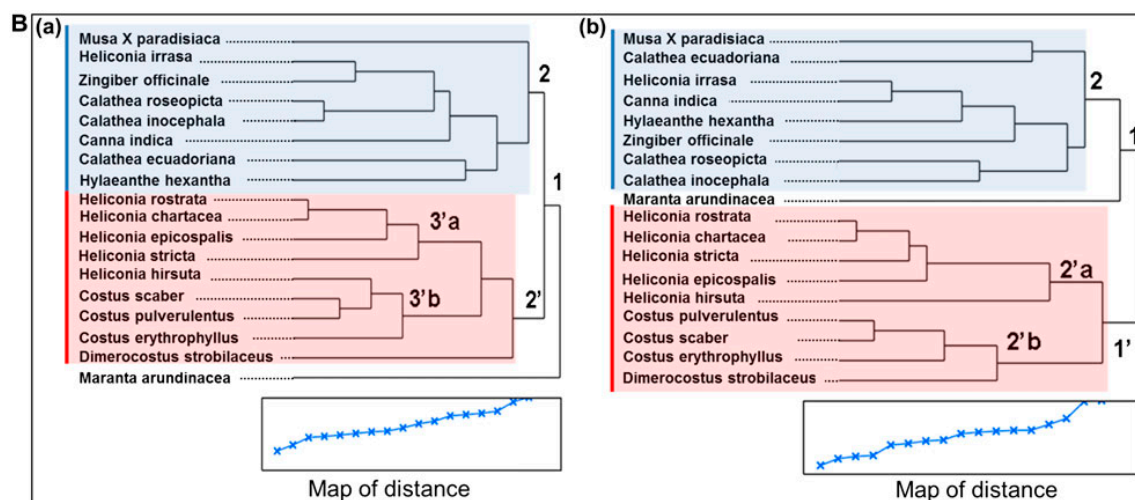 B (a)
Musa X paradisiaca
Heliconia irrasa
Zingiber officinale
Calathea roseopicta
Calathea inocephala
Canna indica
Calathea ecuadoriana
Hylaeanthe hexantha
2
Heliconia rostrata
Heliconia chartacea
Heliconia epicospalis
Heliconia stricta
Heliconia hirsuta
Costus scaber
Costus pulverulentus
Costus erythrophyllus
Dimerocostus strobilaceus
Maranta arundinacea
1
3'a
3'b
2'
Map of distance
(b)
Musa X paradisiaca
Calathea ecuadoriana
Heliconia irrasa
Canna indica
Hylaeanthe hexantha
Zingiber officinale
Calathea roseopicta
Calathea inocephala
Maranta arundinacea
2
1
Heliconia rostrata
Heliconia chartacea
Heliconia stricta
Heliconia epicospalis
Heliconia hirsuta
Costus pulverulentus
Costus scaber
Costus erythrophyllus
Dimerocostus strobilaceus
2'a
2'b
1'
Map of distance